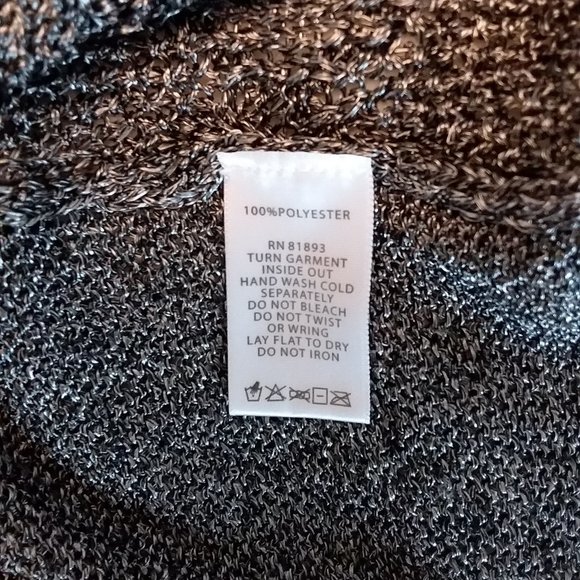 100%POLYESTER
RN 81893
TURN GARMENT
INSIDE OUT
HAND WASH COLD
SEPARATELY
DO NOT BLEACH
DO NOT TWIST
OR WRING
LAY FLAT TO DRY
DO NOT IRON